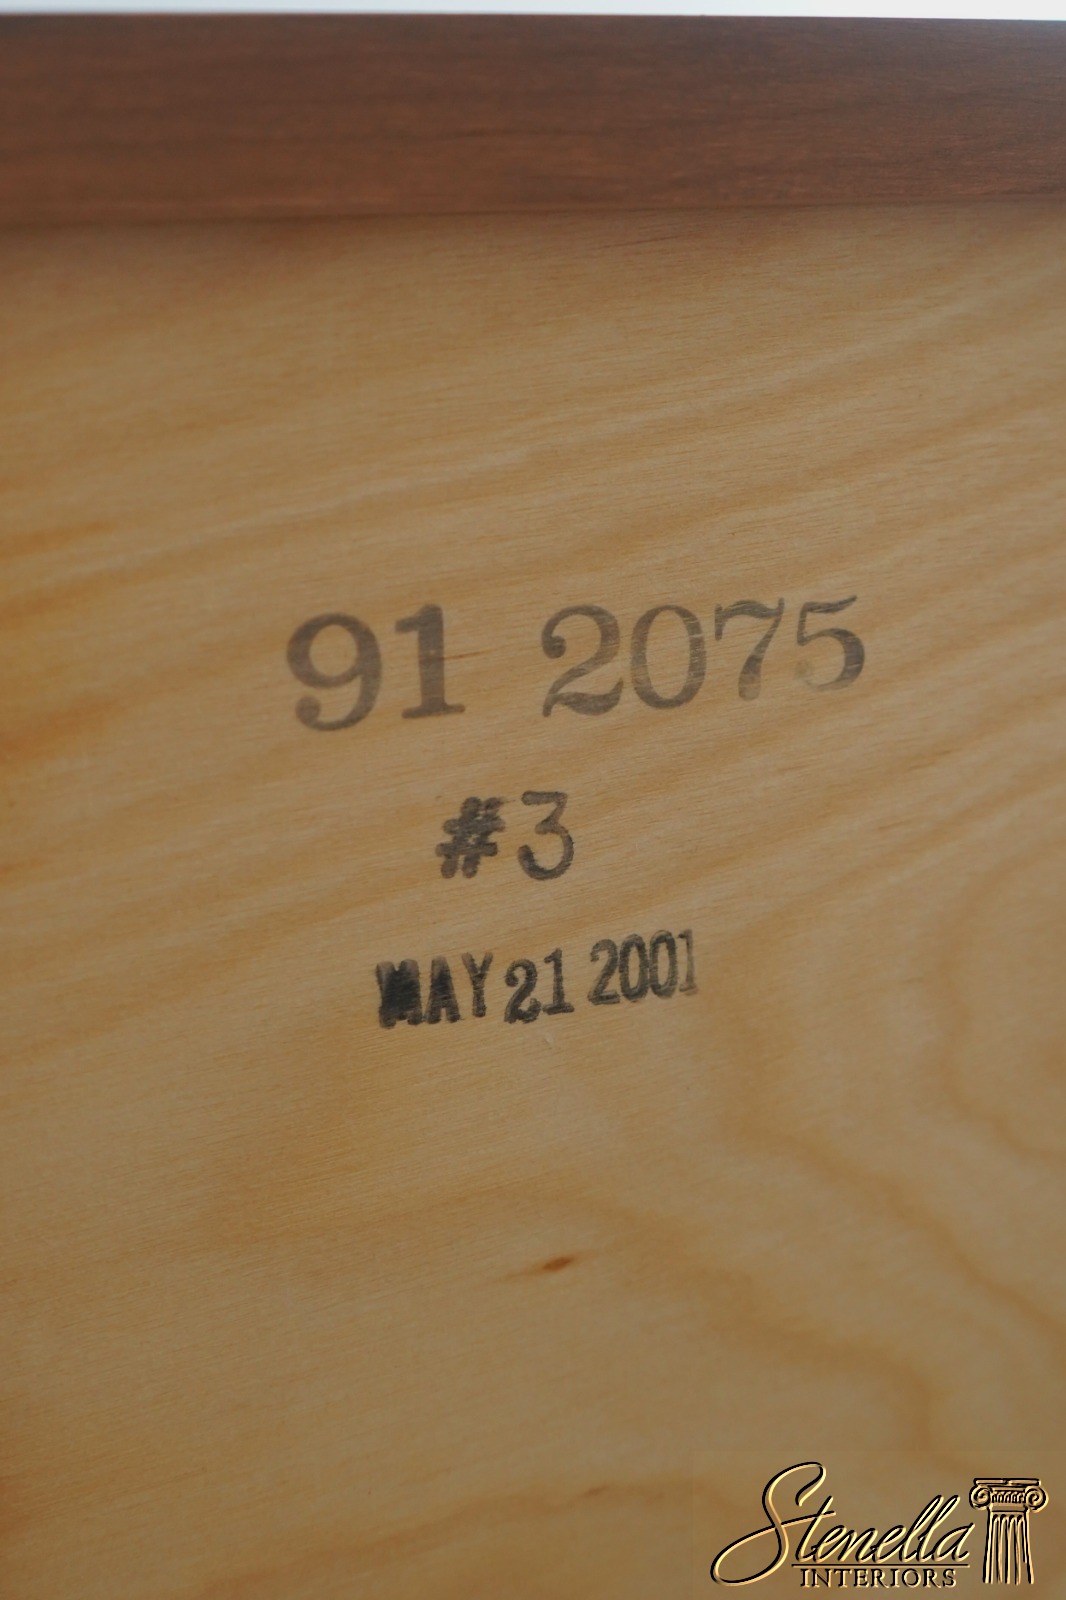 91 2075
#3
MAY 21 2001
Stenella
INTERIORS